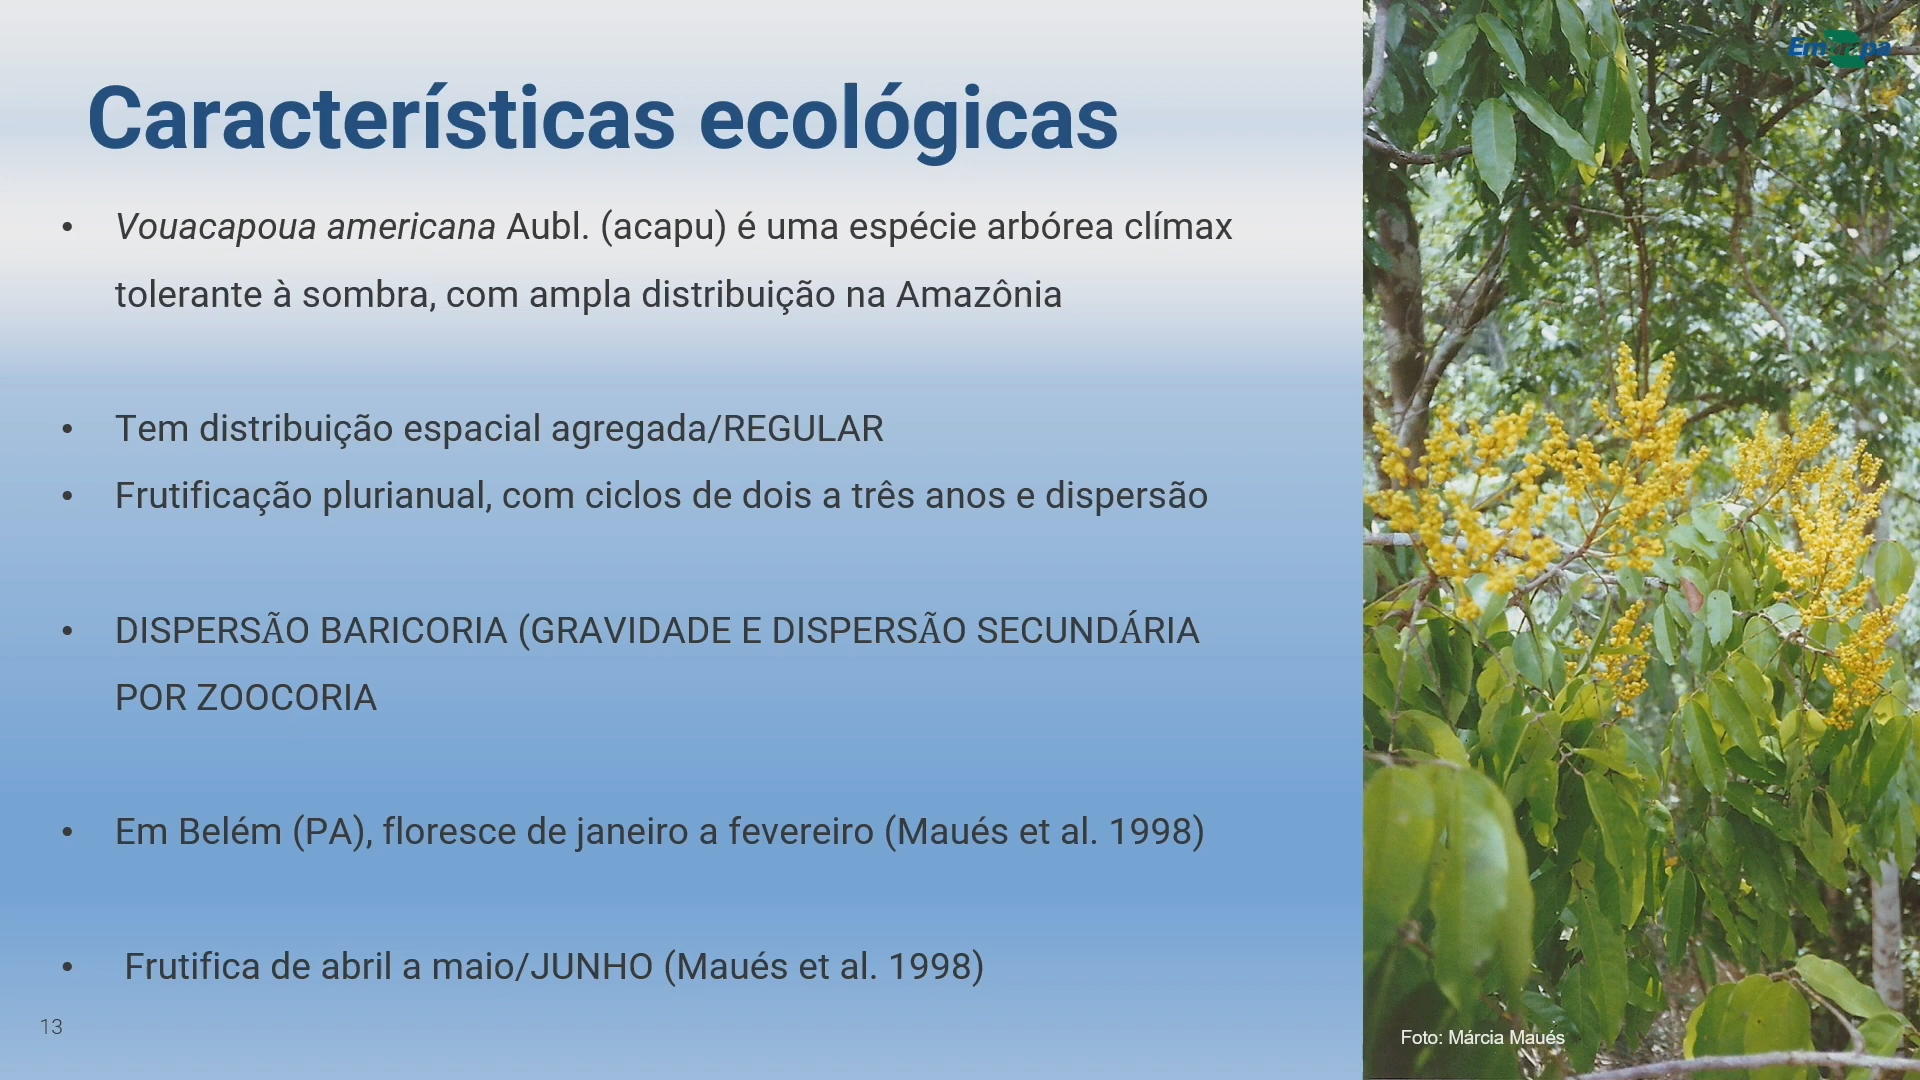 Embrapa
Características ecológicas
• Vouacapoua americana Aubl. (acapu) é uma espécie arbórea clímax
tolerante à sombra, com ampla distribuição na Amazônia
• Tem distribuição espacial agregada/REGULAR
• Frutificação plurianual, com ciclos de dois a três anos e dispersão
• DISPERSÃO BARICORIA (GRAVIDADE E DISPERSÃO SECUNDÁRIA
POR ZOOCORIA
• Em Belém (PA), floresce de janeiro a fevereiro (Maués et al. 1998)
• Frutifica de abril a maio/JUNHO (Maués et al. 1998)
13
Foto: Márcia Maués